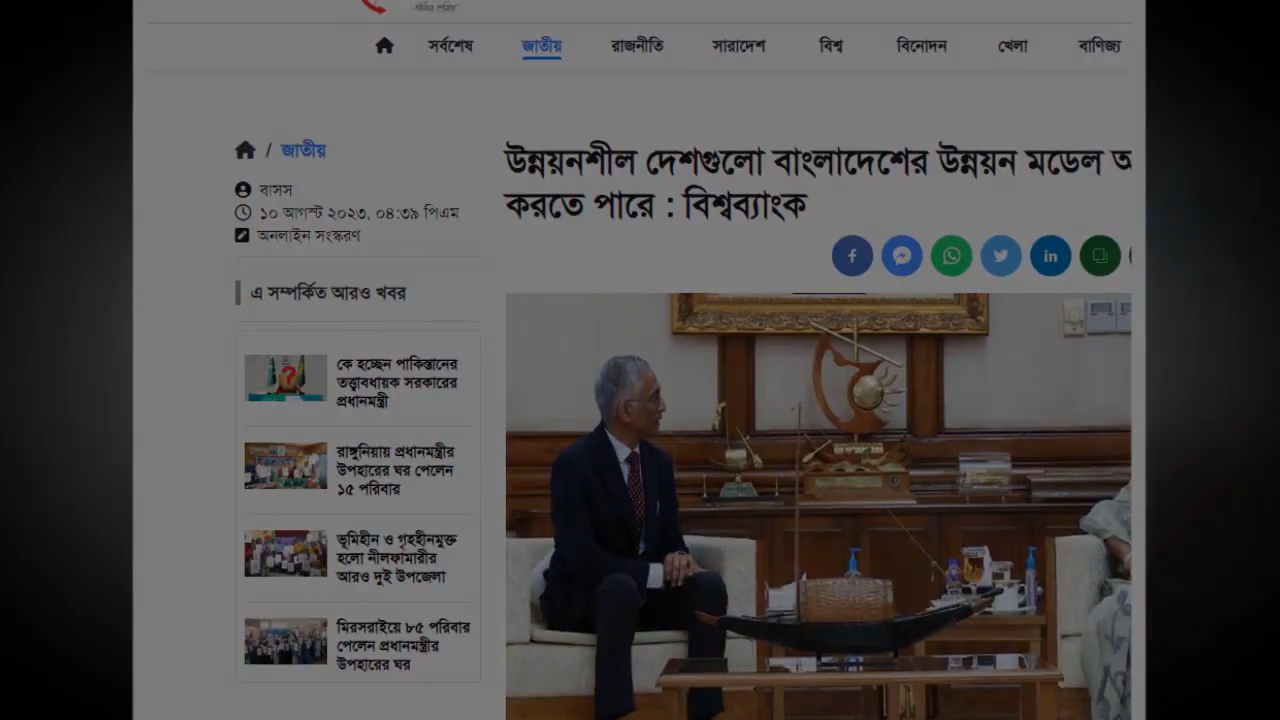 সর্বশেষ জাতীয় রাজনীতি সারাদেশ বিশ্ব বিনোদন খেলা বাণিজ্য
/ জাতীয়
বাসস
১০ আগস্ট ২০২৩, ০৪:৩৯ পিএম
অনলাইন সংস্করণ
এ সম্পর্কিত আরও খবর
কে হচ্ছেন পাকিস্তানের
তত্ত্বাবধায়ক সরকারের
প্রধানমন্ত্রী
রাঙ্গুনিয়ায় প্রধানমন্ত্রীর
উপহারের ঘর পেলেন
১৫ পরিবার
ভূমিহীন ও গৃহহীনমুক্ত
হলো নীলফামারীর
আরও দুই উপজেলা
মিরসরাইয়ে ৮৫ পরিবার
পেলেন প্রধানমন্ত্রীর
উপহারের ঘর
উন্নয়নশীল দেশগুলো বাংলাদেশের উন্নয়ন মডেল অ
করতে পারে : বিশ্বব্যাংক